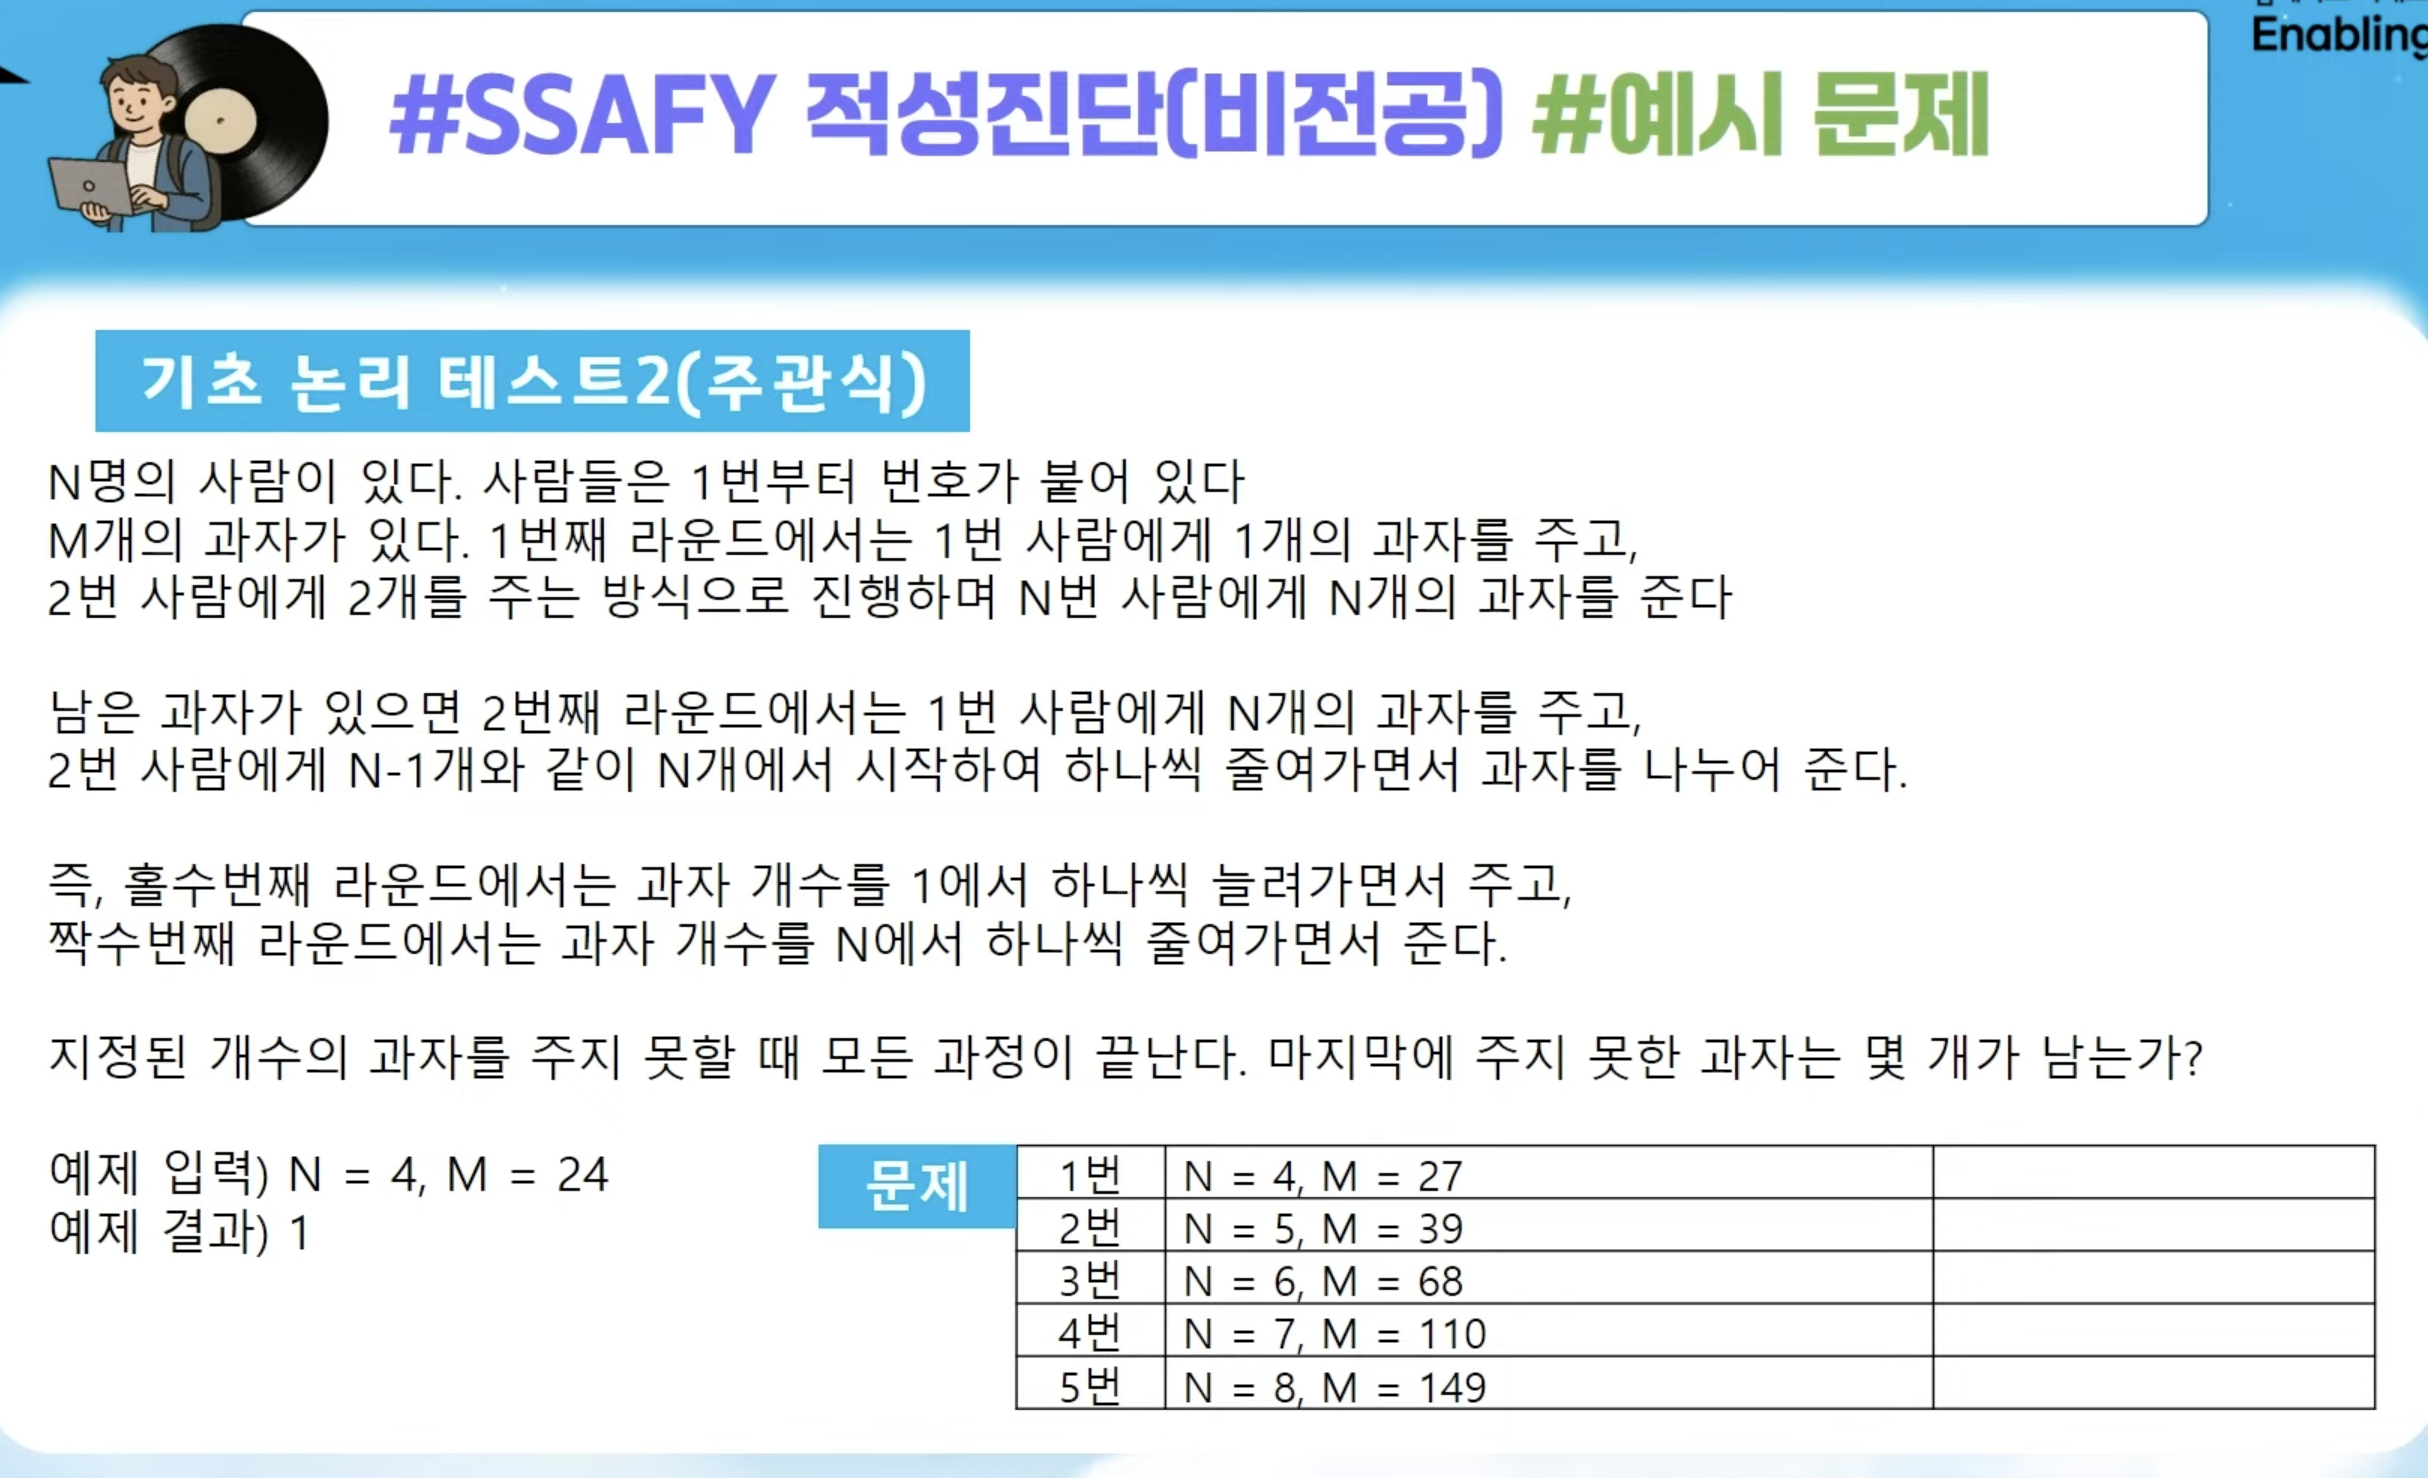 Enabling
#SSAFY 적성진단(비전공) #예시 문제
기초 논리 테스트2(주관식)
N명의 사람이 있다. 사람들은 1번부터 번호가 붙어 있다
M개의 과자가 있다. 1번째 라운드에서는 1번 사람에게 1개의 과자를 주고,
2번 사람에게 2개를 주는 방식으로 진행하며 N번 사람에게 N개의 과자를 준다
남은 과자가 있으면 2번째 라운드에서는 1번 사람에게 N개의 과자를 주고,
2번 사람에게 N-1개와 같이 N개에서 시작하여 하나씩 줄여가면서 과자를 나누어 준다.
즉, 홀수번째 라운드에서는 과자 개수를 1에서 하나씩 늘려가면서 주고,
짝수번째 라운드에서는 과자 개수를 N에서 하나씩 줄여가면서 준다.
지정된 개수의 과자를 주지 못할 때 모든 과정이 끝난다. 마지막에 주지 못한 과자는 몇 개가 남는가?
예제 입력) N = 4, M = 24
예제 결과) 1
문제
1번 N = 4, M = 27
2번 N = 5, M = 39
3번 N = 6, M = 68
4번 N = 7, M = 110
5번 N = 8, M = 149